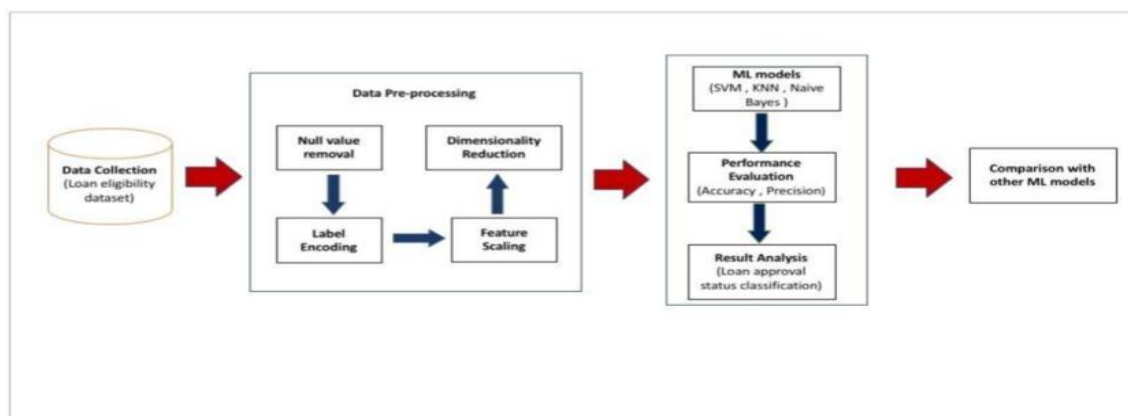 Data Collection
(Loan eligibility
dataset)
Data Pre-processing
Null value
removal
Label
Encoding
Feature
Scaling
Dimensionality
Reduction
ML models
(SVM , KNN , Naive
Bayes )
Performance
Evaluation
(Accuracy , Precision)
Result Analysis
(Loan approval
status classification)
Comparison with
other ML models